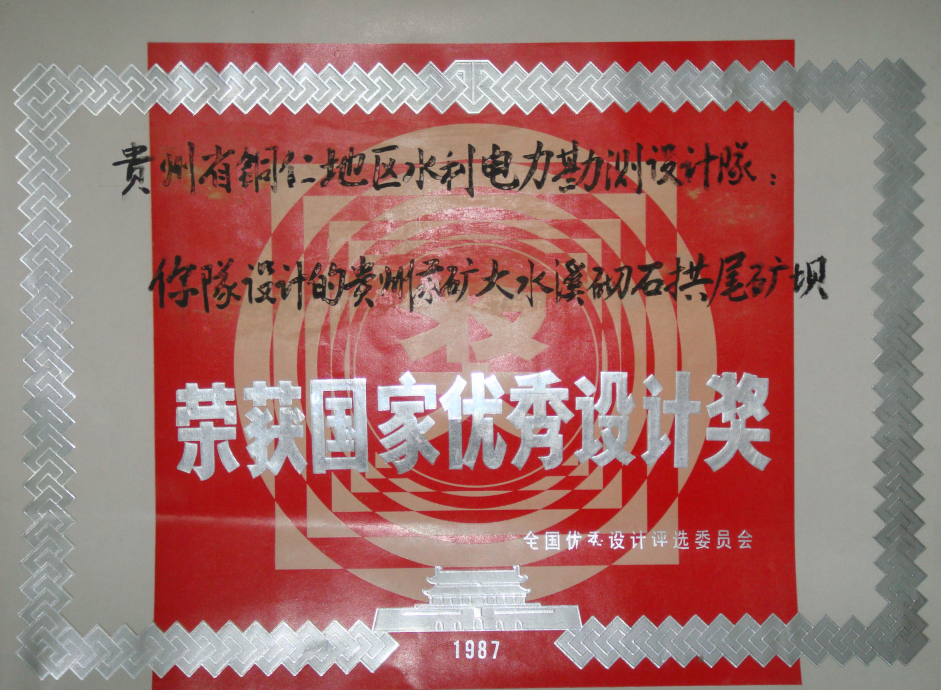 贵州省铜仁地区水利电力勘测设计隊：
你隊设计的贵州汞矿大水溪砌石拱尾矿坝
荣获国家优秀设计奖
全国优秀设计评选委员会
1987